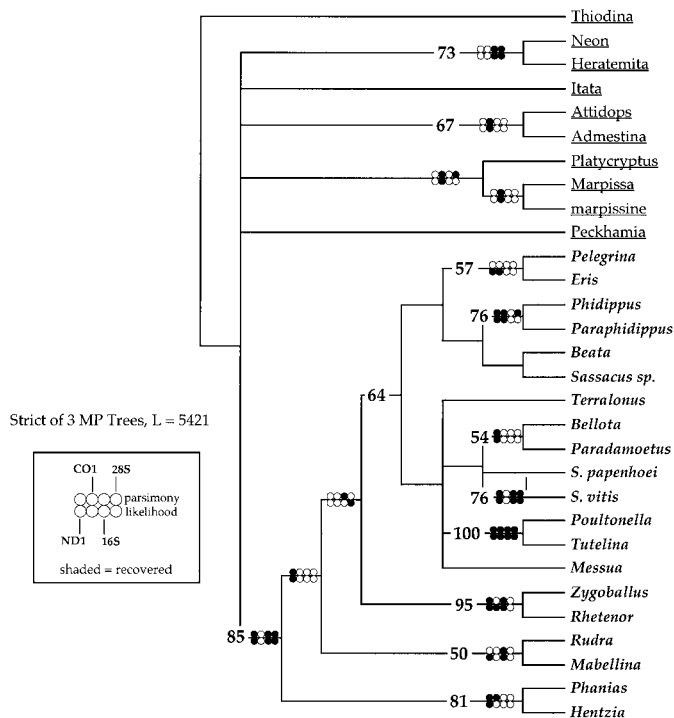 Thiodina
Neon
73
Heratemita
Itata
Attidops
67
Admestina
Platycryptus
Marpissa
marpissine
Peckhamia
Pelegrina
57
Eris
Phidippus
76
Paraphidippus
Beata
Sassacus sp.
64
Terralonus
Strict of 3 MP Trees, L = 5421
Bellota
54
Paradamoetus
S. papenhoei
76
S. vitis
CO1 28S
parsimony
likelihood
ND1 16S
shaded = recovered
Poultonella
100
Tutelina
Messua
Zygoballus
95
Rhetenor
85
Rudra
50
Mabellina
Phanias
81
Hentzia